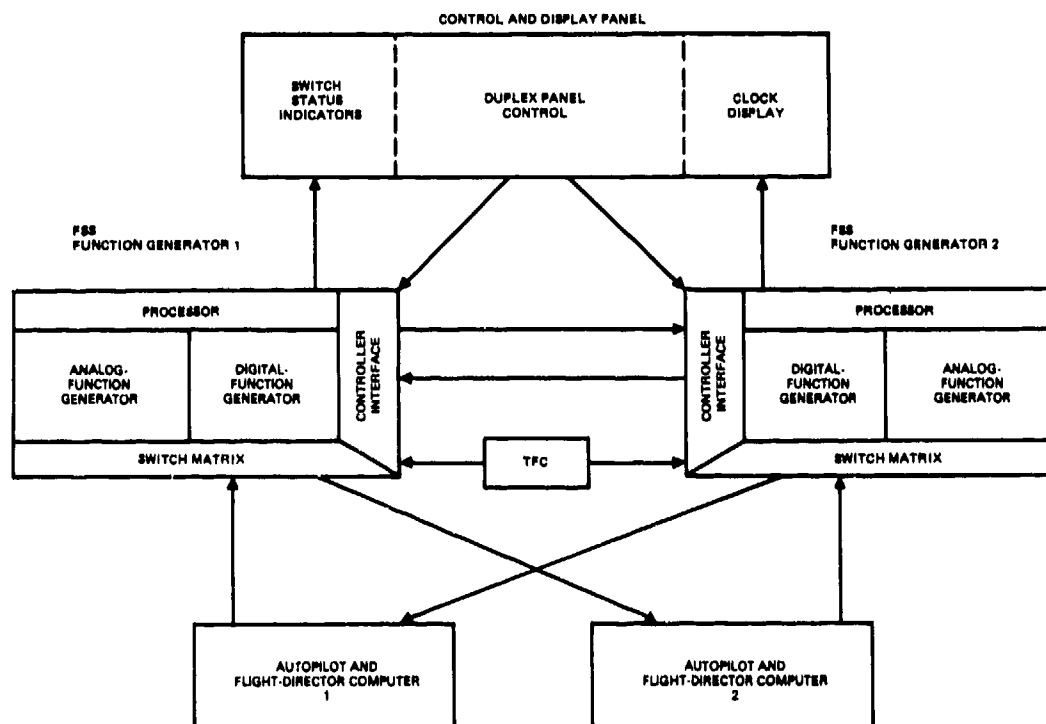 CONTROL AND DISPLAY PANEL
SWITCH
STATUS
INDICATORS
DUPLEX PANEL
CONTROL
CLOCK
DISPLAY
FSS
FUNCTION GENERATOR 1
FSS
FUNCTION GENERATOR 2
PROCESSOR
ANALOG-
FUNCTION
GENERATOR
DIGITAL-
FUNCTION
GENERATOR
CONTROLLER
INTERFACE
SWITCH MATRIX
TFC
CONTROLLER
INTERFACE
PROCESSOR
DIGITAL-
FUNCTION
GENERATOR
ANALOG-
FUNCTION
GENERATOR
SWITCH MATRIX
AUTOPILOT AND
FLIGHT-DIRECTOR COMPUTER
1
AUTOPILOT AND
FLIGHT-DIRECTOR COMPUTER
2